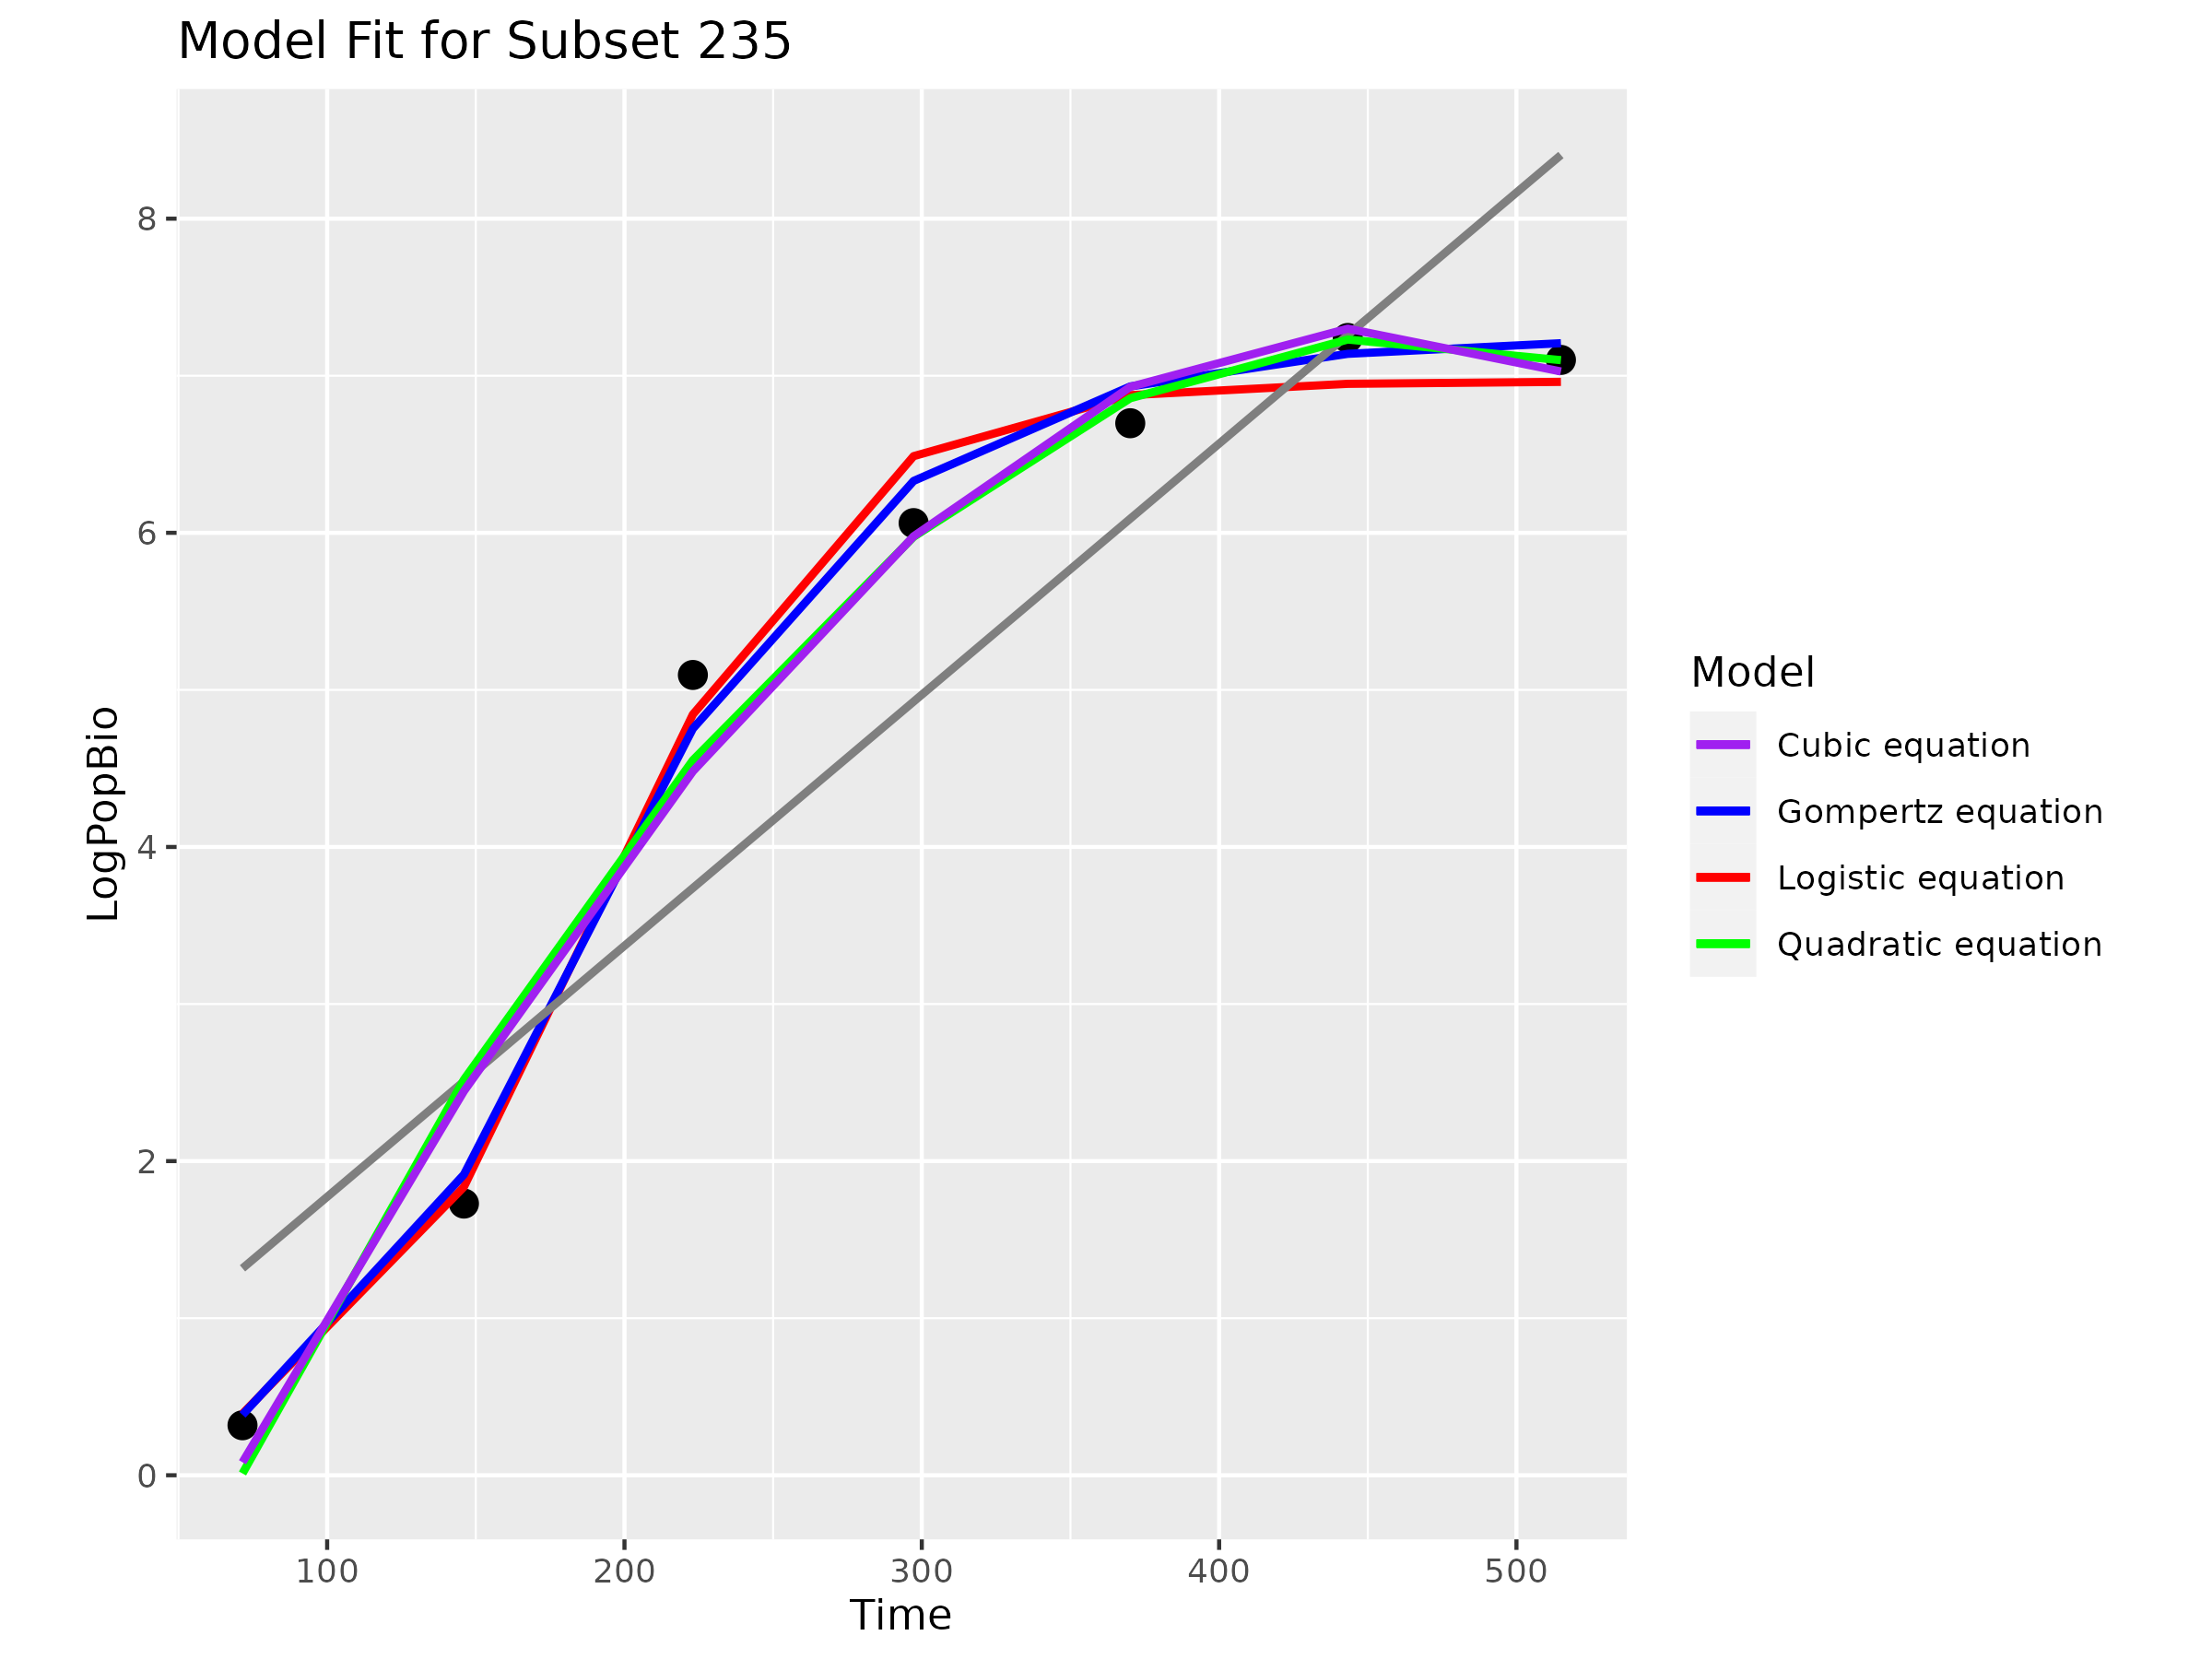 Model Fit for Subset 235
8
6
4
2
0
LogPopBio
100 200 300 400 500
Time
Model
Cubic equation
Gompertz equation
Logistic equation
Quadratic equation